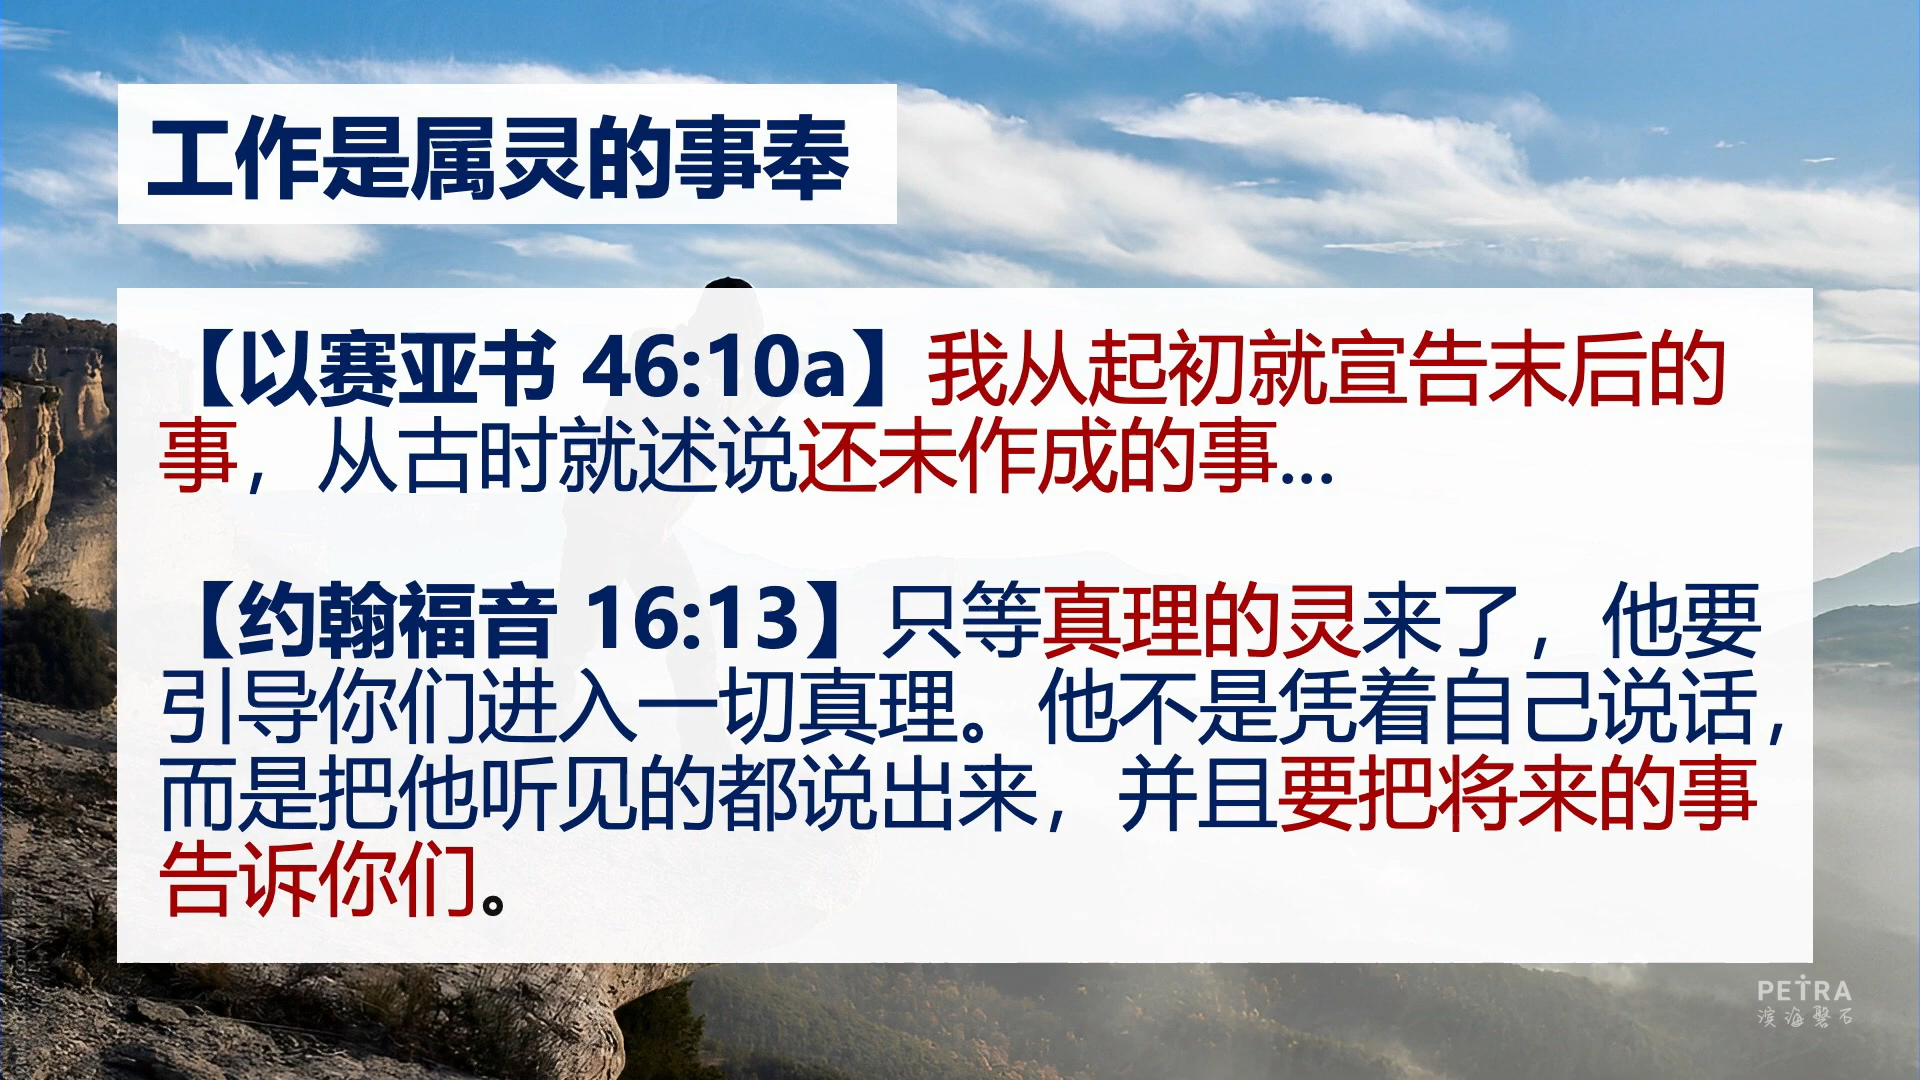 工作是属灵的事奉
【以赛亚书 46:10a】我从起初就宣告末后的
事，从古时就述说还未作成的事...
【约翰福音 16:13】只等真理的灵来了，他要
引导你们进入一切真理。他不是凭着自己说话，
而是把他听见的都说出来，并且要把将来的事
告诉你们。
PETRA
滨海磐石